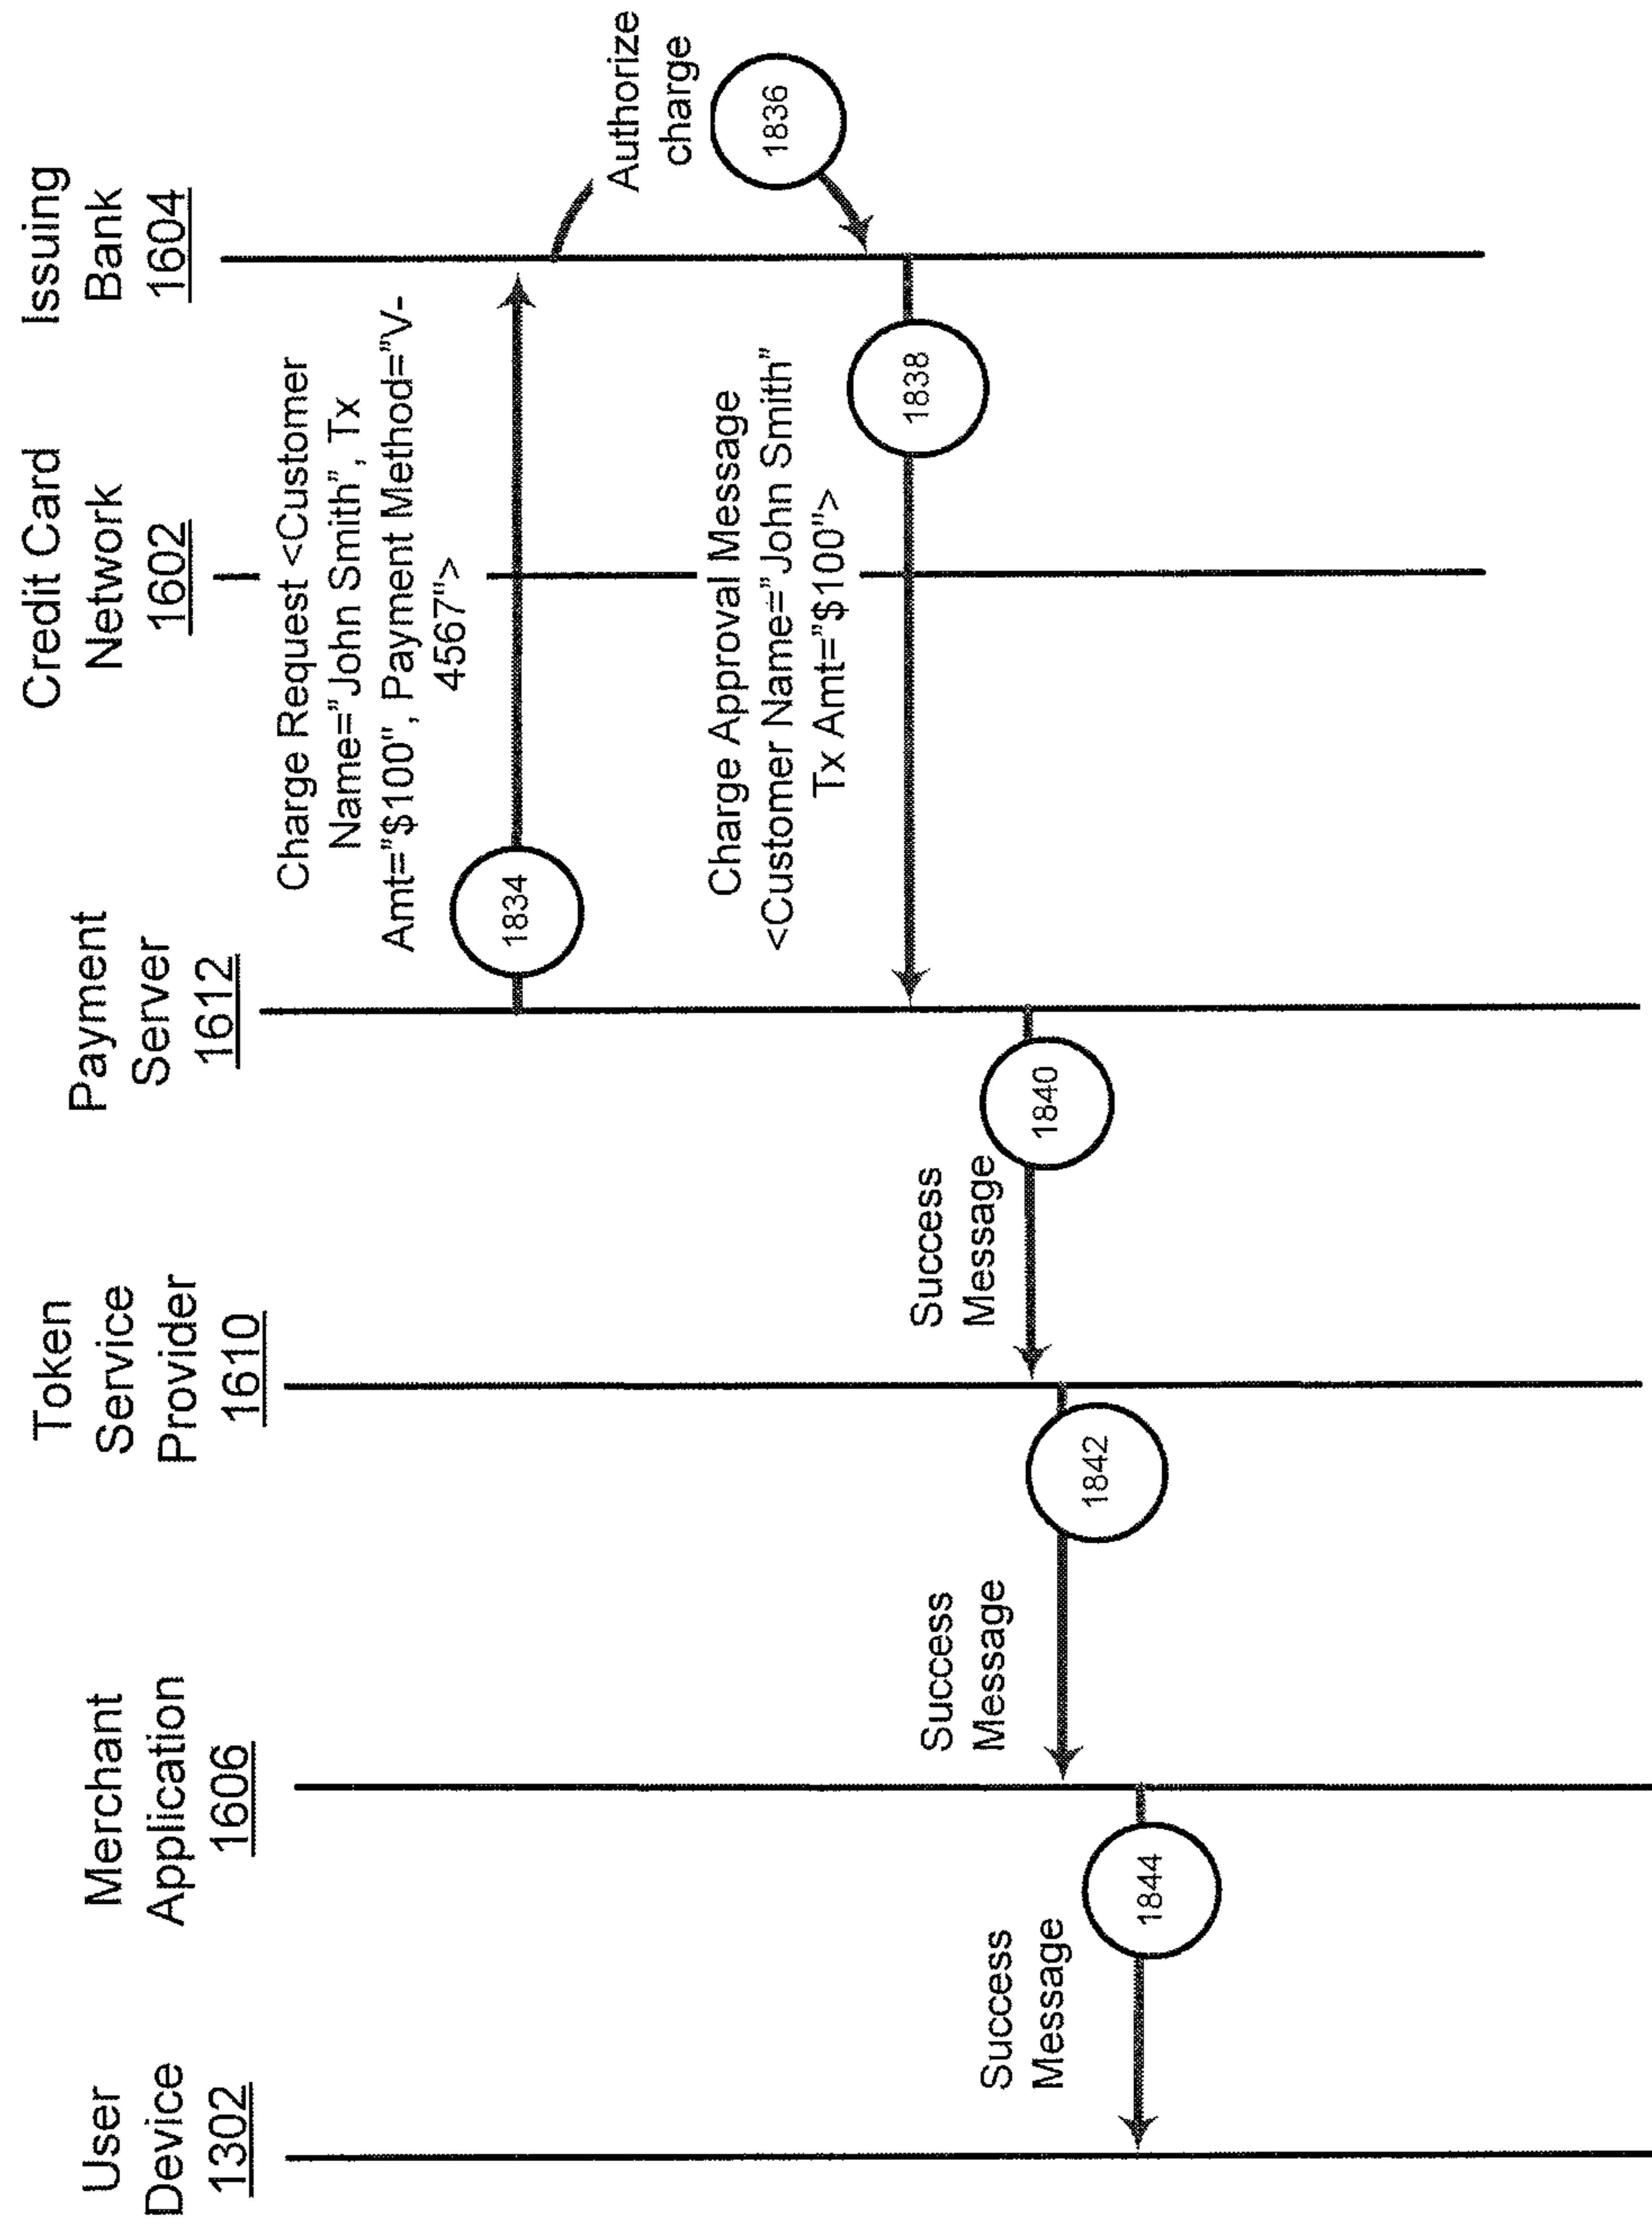 User
Device
1302
Merchant
Application
1606
Token
Service
Provider
1610
Payment
Server
1612
Credit Card
Network
1602
Issuing
Bank
1604
Charge Request <Customer
Name="John Smith", Tx
Amt="$100", Payment Method="V-
4567">
1834
Authorize
charge
1836
Charge Approval Message
<Customer Name="John Smith"
Tx Amt="$100">
1838
Success
Message
1840
Success
Message
1842
Success
Message
1844